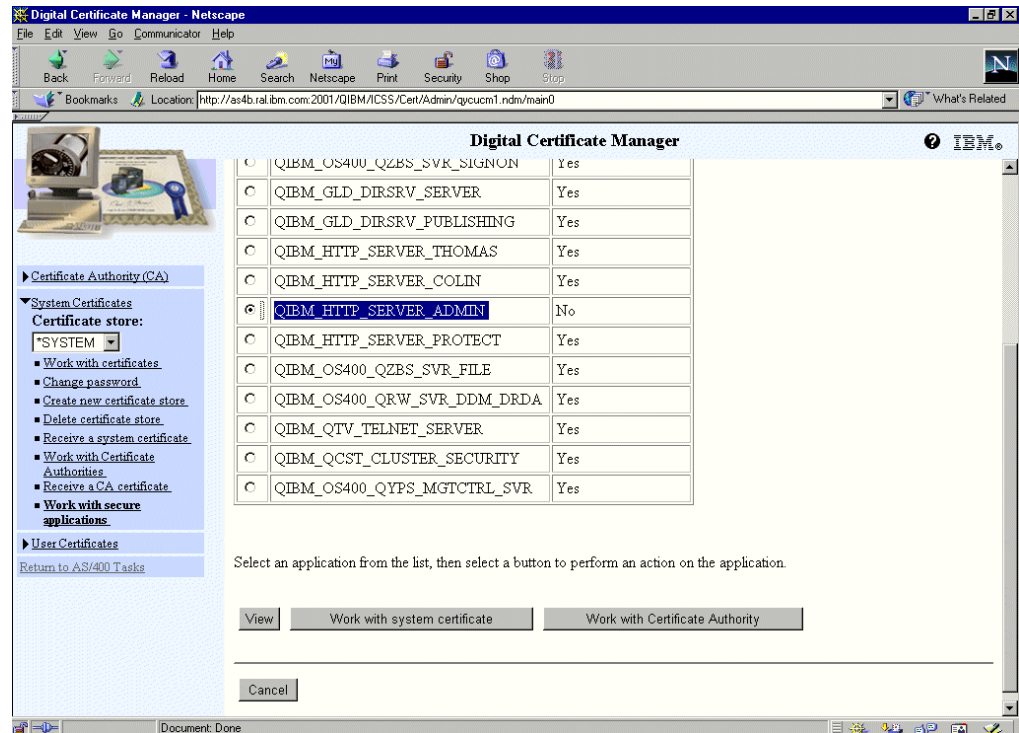 Digital Certificate Manager - Netscape
File Edit View Go Communicator Help
Back Forward Reload Home Search Netscape Print Security Shop Stop
My
N
Bookmarks Location: http://as4b.ral.ibm.com:2001/QIBM/ICSS/Cert/Admin/qycucm1.ndm/main0 What's Related
Digital Certificate Manager
IBM
Certificate Authority (CA)
System Certificates
Certificate store:
*SYSTEM
Work with certificates
Change password
Create new certificate store
Delete certificate store
Receive a system certificate
Work with Certificate
Authorities
Receive a CA certificate
Work with secure
applications
User Certificates
Return to AS/400 Tasks
QIBM_OS400_QZBS_SVR_SIGNON Yes
QIBM_GLD_DIRSRV_SERVER Yes
QIBM_GLD_DIRSRV_PUBLISHING Yes
QIBM_HTTP_SERVER_THOMAS Yes
QIBM_HTTP_SERVER_COLIN Yes
QIBM_HTTP_SERVER_ADMIN No
QIBM_HTTP_SERVER_PROTECT Yes
QIBM_OS400_QZBS_SVR_FILE Yes
QIBM_OS400_QRW_SVR_DDM_DRDA Yes
QIBM_QTV_TELNET_SERVER Yes
QIBM_QCST_CLUSTER_SECURITY Yes
QIBM_OS400_QYPS_MGTCTRL_SVR Yes
Select an application from the list, then select a button to perform an action on the application.
View Work with system certificate Work with Certificate Authority
Cancel
Document: Done